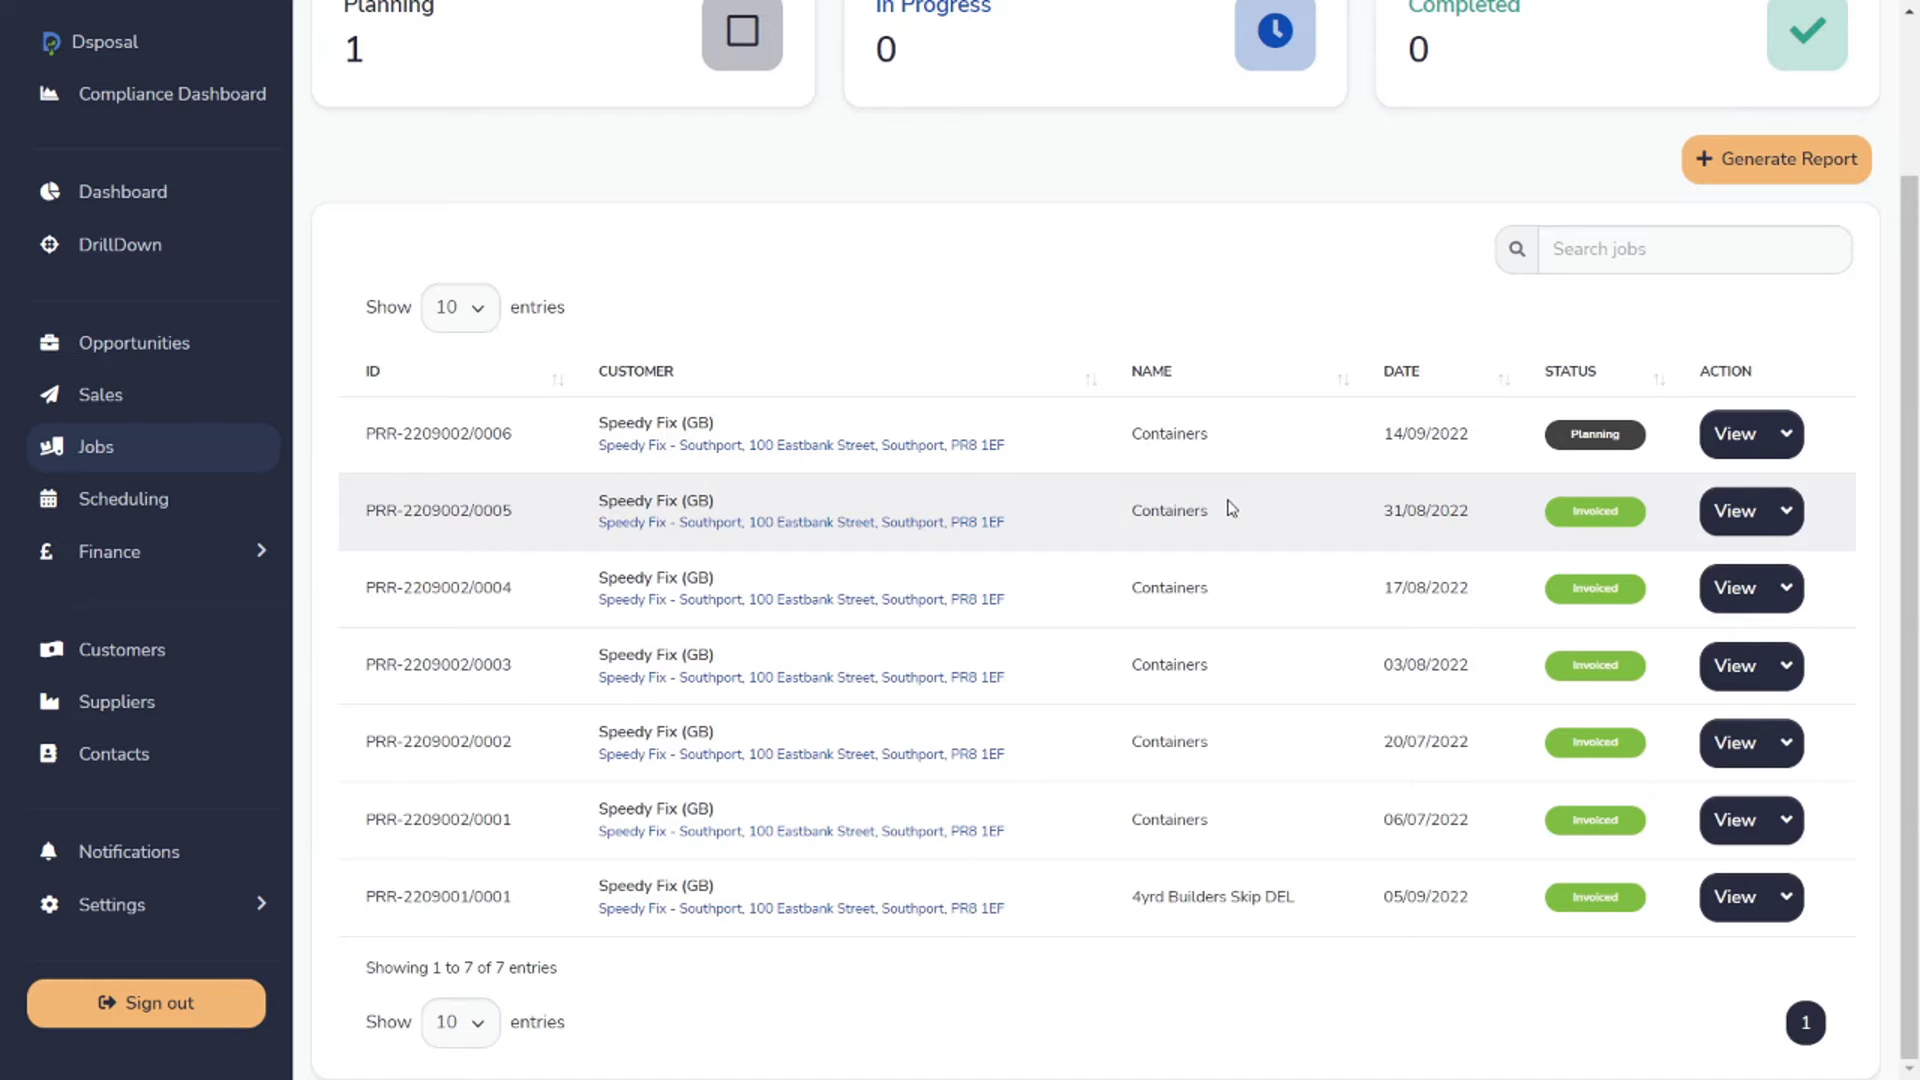 Dsposal
Compliance Dashboard
Dashboard
DrillDown
Opportunities
Sales
Jobs
Scheduling
Finance
Customers
Suppliers
Contacts
Notifications
Settings
Sign out
Planning
1
In Progress
0
Completed
0
Generate Report
Search jobs
Show 10 entries
ID CUSTOMER NAME DATE STATUS ACTION
PRR-2209002/0006 Speedy Fix (GB) Containers 14/09/2022 Planning View
Speedy Fix - Southport, 100 Eastbank Street, Southport, PR8 1EF
PRR-2209002/0005 Speedy Fix (GB) Containers 31/08/2022 Invoiced View
Speedy Fix - Southport, 100 Eastbank Street, Southport, PR8 1EF
PRR-2209002/0004 Speedy Fix (GB) Containers 17/08/2022 Invoiced View
Speedy Fix - Southport, 100 Eastbank Street, Southport, PR8 1EF
PRR-2209002/0003 Speedy Fix (GB) Containers 03/08/2022 Invoiced View
Speedy Fix - Southport, 100 Eastbank Street, Southport, PR8 1EF
PRR-2209002/0002 Speedy Fix (GB) Containers 20/07/2022 Invoiced View
Speedy Fix - Southport, 100 Eastbank Street, Southport, PR8 1EF
PRR-2209002/0001 Speedy Fix (GB) Containers 06/07/2022 Invoiced View
Speedy Fix - Southport, 100 Eastbank Street, Southport, PR8 1EF
PRR-2209001/0001 Speedy Fix (GB) 4yrd Builders Skip DEL 05/09/2022 Invoiced View
Speedy Fix - Southport, 100 Eastbank Street, Southport, PR8 1EF
Showing 1 to 7 of 7 entries
Show 10 entries
1